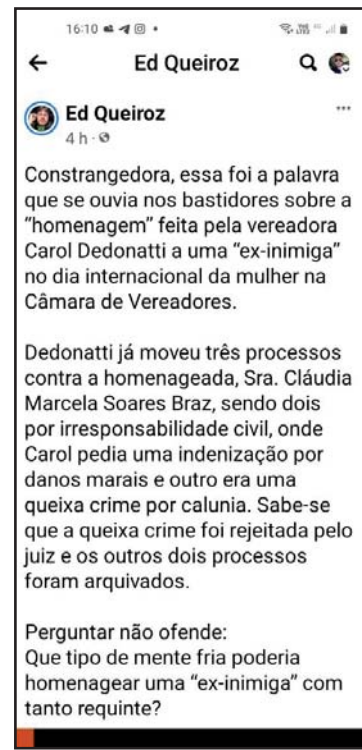 16:10
Ed Queiroz
Ed Queiroz
4 h ·
Constrangedora, essa foi a palavra
que se ouvia nos bastidores sobre a
“homenagem” feita pela vereadora
Carol Dedonatti a uma “ex-inimiga”
no dia internacional da mulher na
Câmara de Vereadores.
Dedonatti já moveu três processos
contra a homenageada, Sra. Cláudia
Marcela Soares Braz, sendo dois
por irresponsabilidade civil, onde
Carol pedia uma indenização por
danos marais e outro era uma
queixa crime por calunia. Sabe-se
que a queixa crime foi rejeitada pelo
juiz e os outros dois processos
foram arquivados.
Perguntar não ofende:
Que tipo de mente fria poderia
homenagear uma “ex-inimiga” com
tanto requinte?